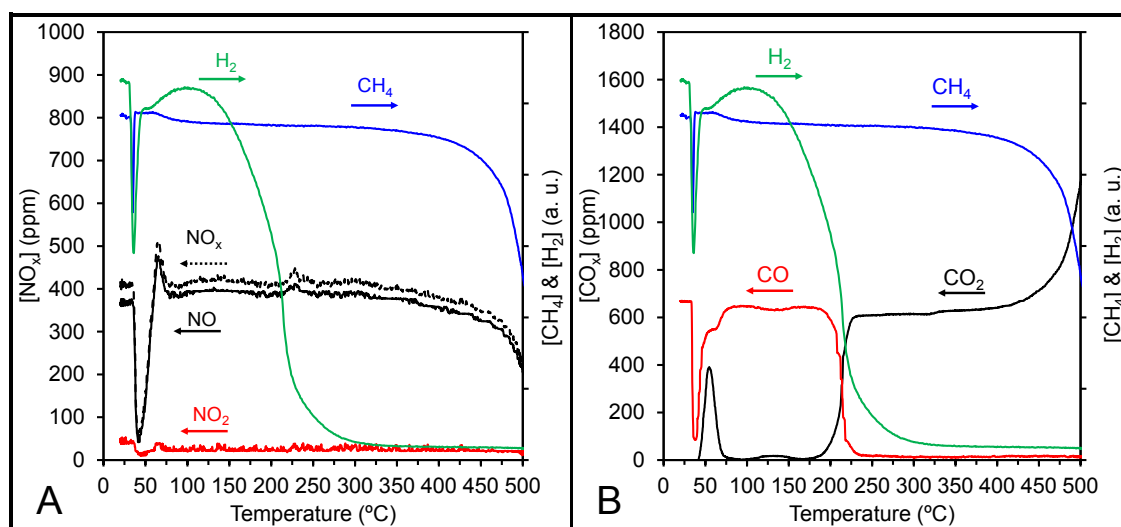 1000
900
800
700
600
500
400
300
200
100
0
[NOₓ] (ppm)
H₂
CH₄
NOₓ
NO
NO₂
[CH₄] & [H₂] (a. u.)
0 50 100 150 200 250 300 350 400 450 500
Temperature (ºC)
A
1800
1600
1400
1200
1000
800
600
400
200
0
[COₓ] (ppm)
H₂
CH₄
CO
CO₂
[CH₄] & [H₂] (a. u.)
0 50 100 150 200 250 300 350 400 450 500
Temperature (ºC)
B